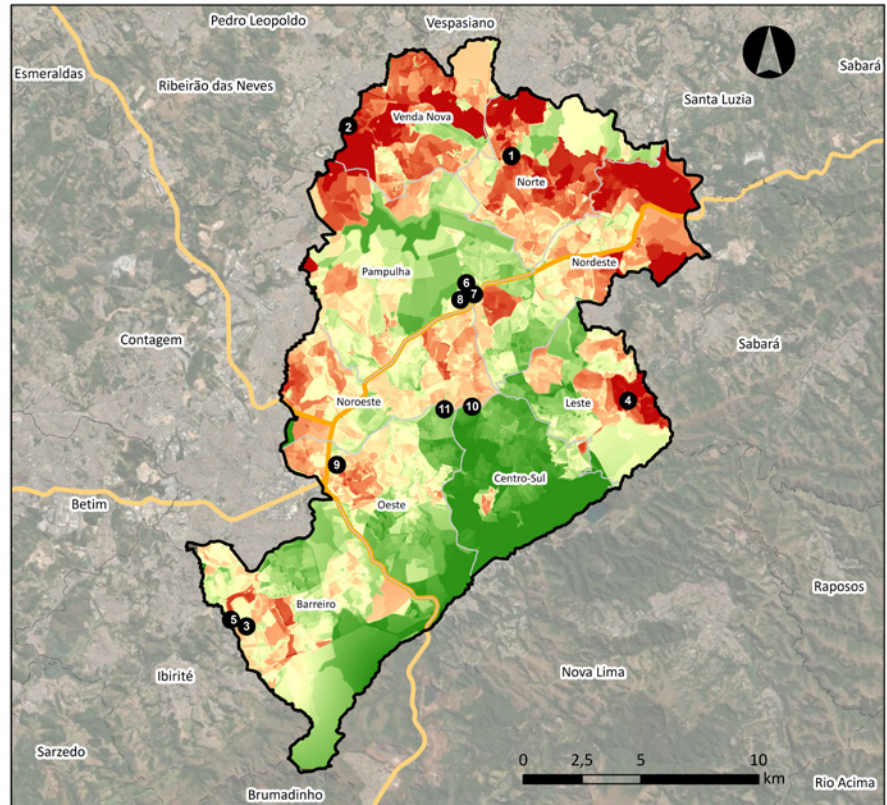 Pedro Leopoldo
Vespasiano
Esmeraldas
Ribeirão das Neves
Sabará
Santa Luzia
Venda Nova
2
1
Norte
Nordeste
Pampulha
6
7
8
Contagem
Sabará
Noroeste
11
10
Leste
4
9
Centro-Sul
Betim
Oeste
Raposos
Barreiro
5
3
Ibirité
Nova Lima
Sarzedo
0 2,5 5 10
km
Brumadinho
Rio Acima